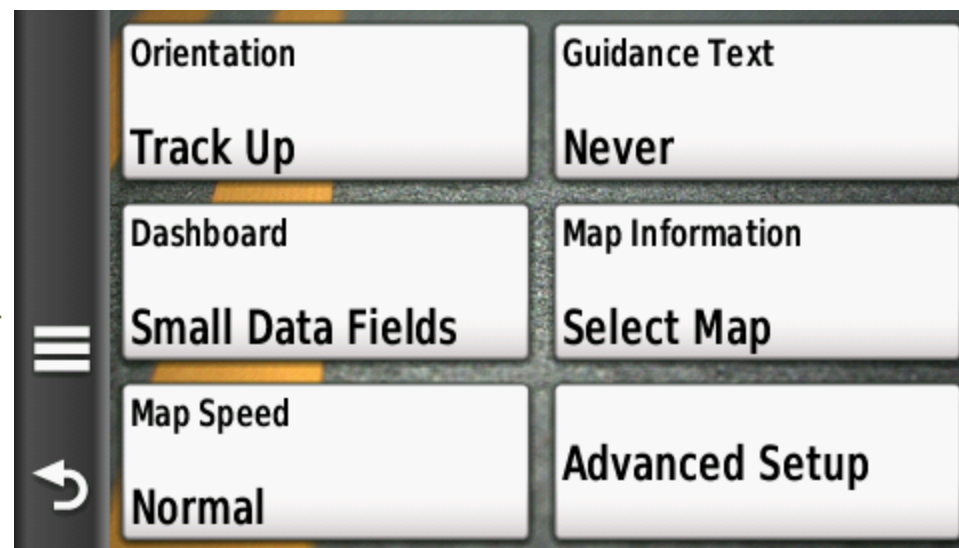 Orientation
Track Up
Guidance Text
Never
Dashboard
Small Data Fields
Map Information
Select Map
Map Speed
Normal
Advanced Setup